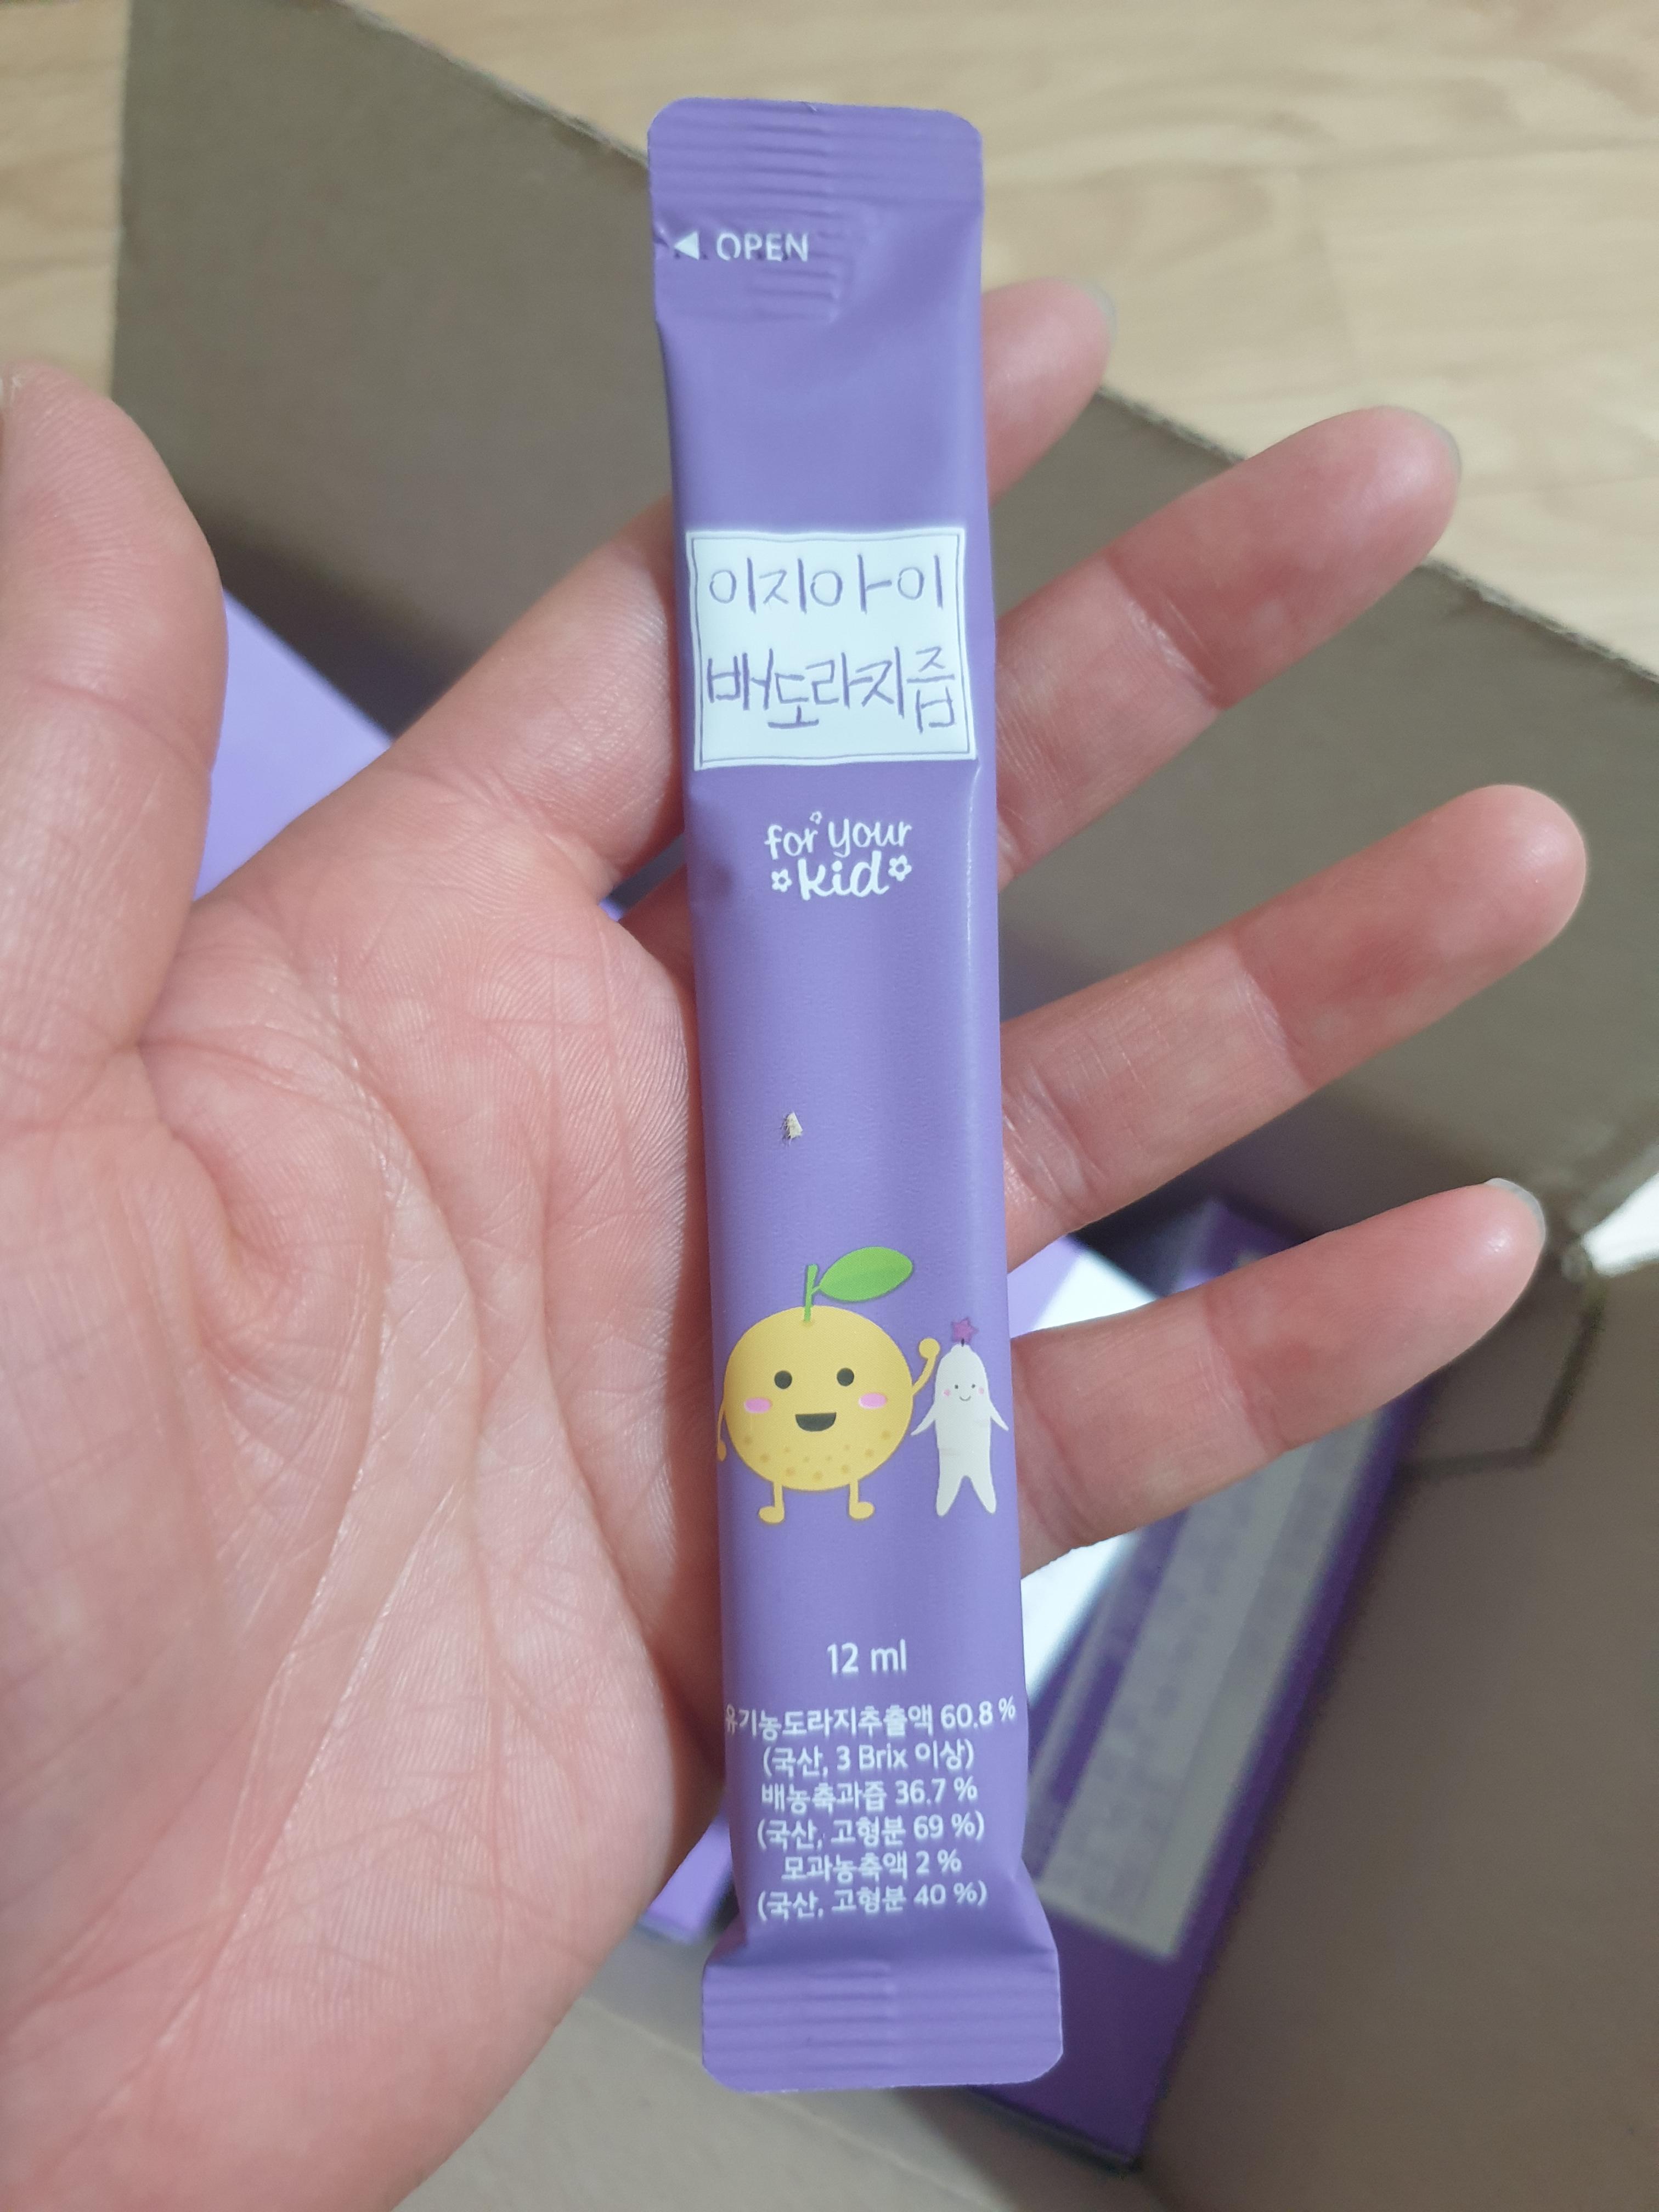 ◀ OPEN
이지아이
배도라지즙
for your
kid
12 ml
유기농도라지추출액 60.8 %
(국산, 3 Brix 이상)
배농축과즙 36.7 %
(국산, 고형분 69 %)
모과농축액 2 %
(국산, 고형분 40 %)